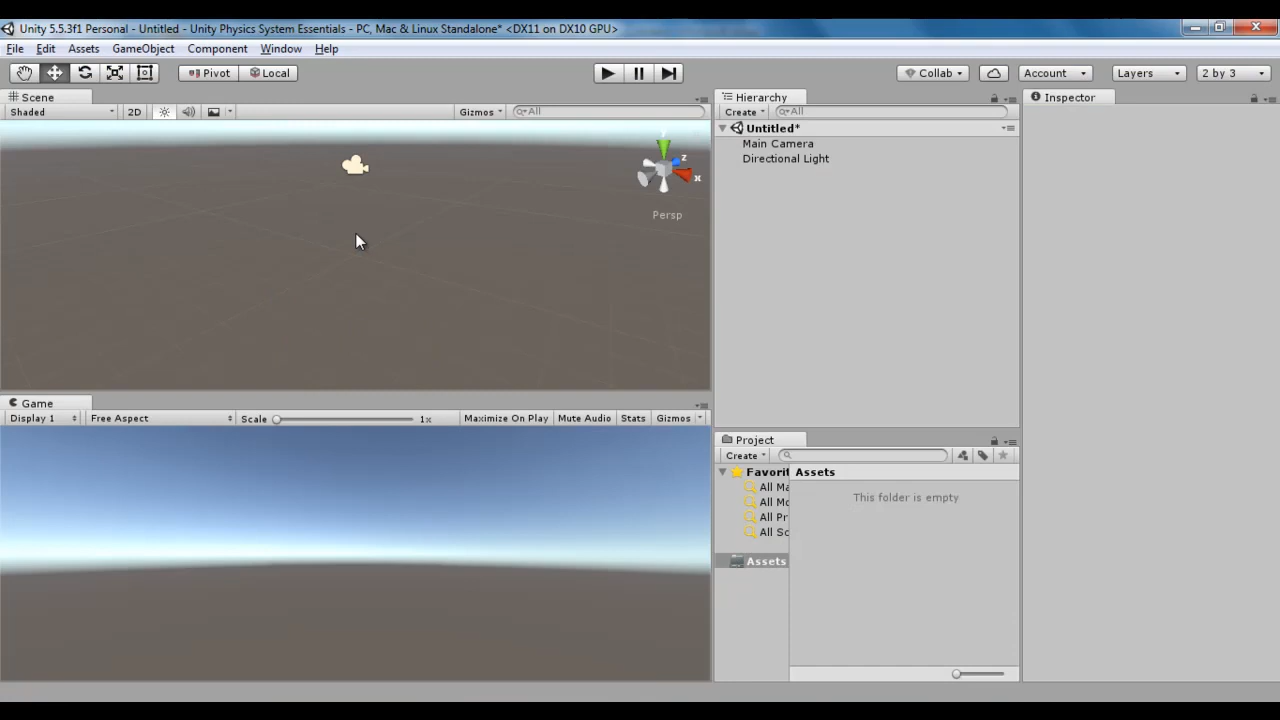 Unity 5.5.3f1 Personal - Untitled - Unity Physics System Essentials - PC, Mac & Linux Standalone* <DX11 on DX10 GPU>
File Edit Assets GameObject Component Window Help
Pivot Local Collab Account Layers 2 by 3
Scene
Shaded 2D Gizmos All
y
z
x
Persp
Hierarchy
Create All
Untitled*
Main Camera
Directional Light
Inspector
Game
Display 1 Free Aspect Scale 1x Maximize On Play Mute Audio Stats Gizmos
Project
Create
Favorit
All Ma
All Mo
All Pr
All Sc
Assets
Assets
This folder is empty